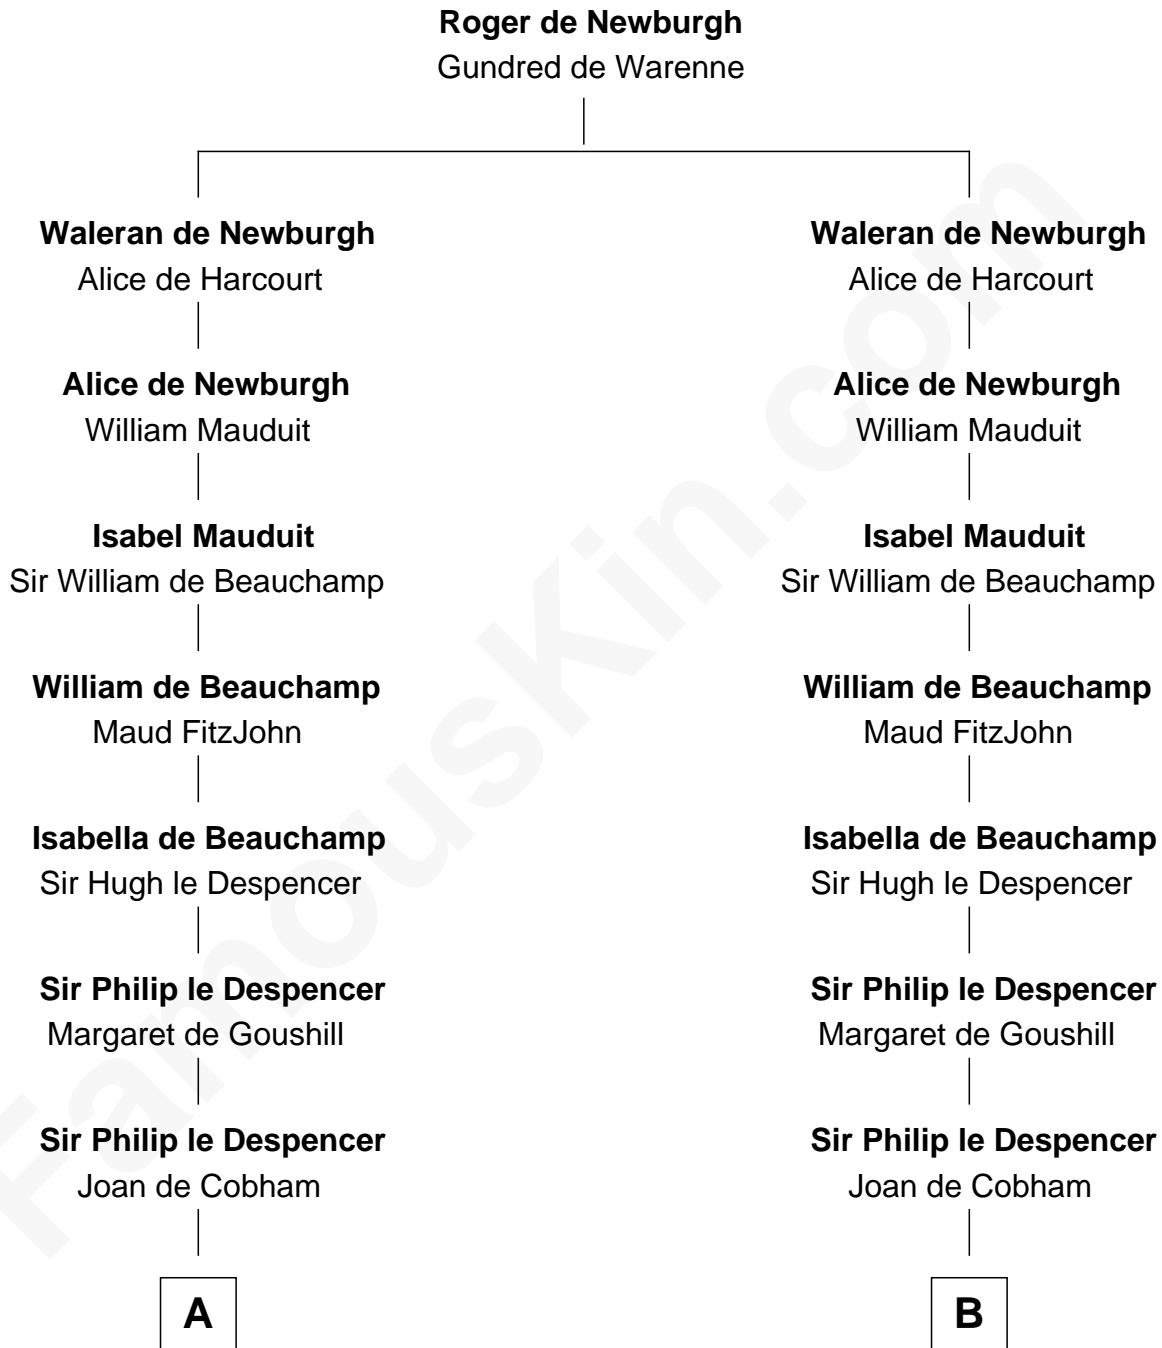 Roger de Newburgh
Gundred de Warenne
Waleran de Newburgh
Alice de Harcourt
Alice de Newburgh
William Mauduit
Isabel Mauduit
Sir William de Beauchamp
William de Beauchamp
Maud FitzJohn
Isabella de Beauchamp
Sir Hugh le Despencer
Sir Philip le Despencer
Margaret de Goushill
Sir Philip le Despencer
Joan de Cobham
A
Waleran de Newburgh
Alice de Harcourt
Alice de Newburgh
William Mauduit
Isabel Mauduit
Sir William de Beauchamp
William de Beauchamp
Maud FitzJohn
Isabella de Beauchamp
Sir Hugh le Despencer
Sir Philip le Despencer
Margaret de Goushill
Sir Philip le Despencer
Joan de Cobham
B
FamousKin.com